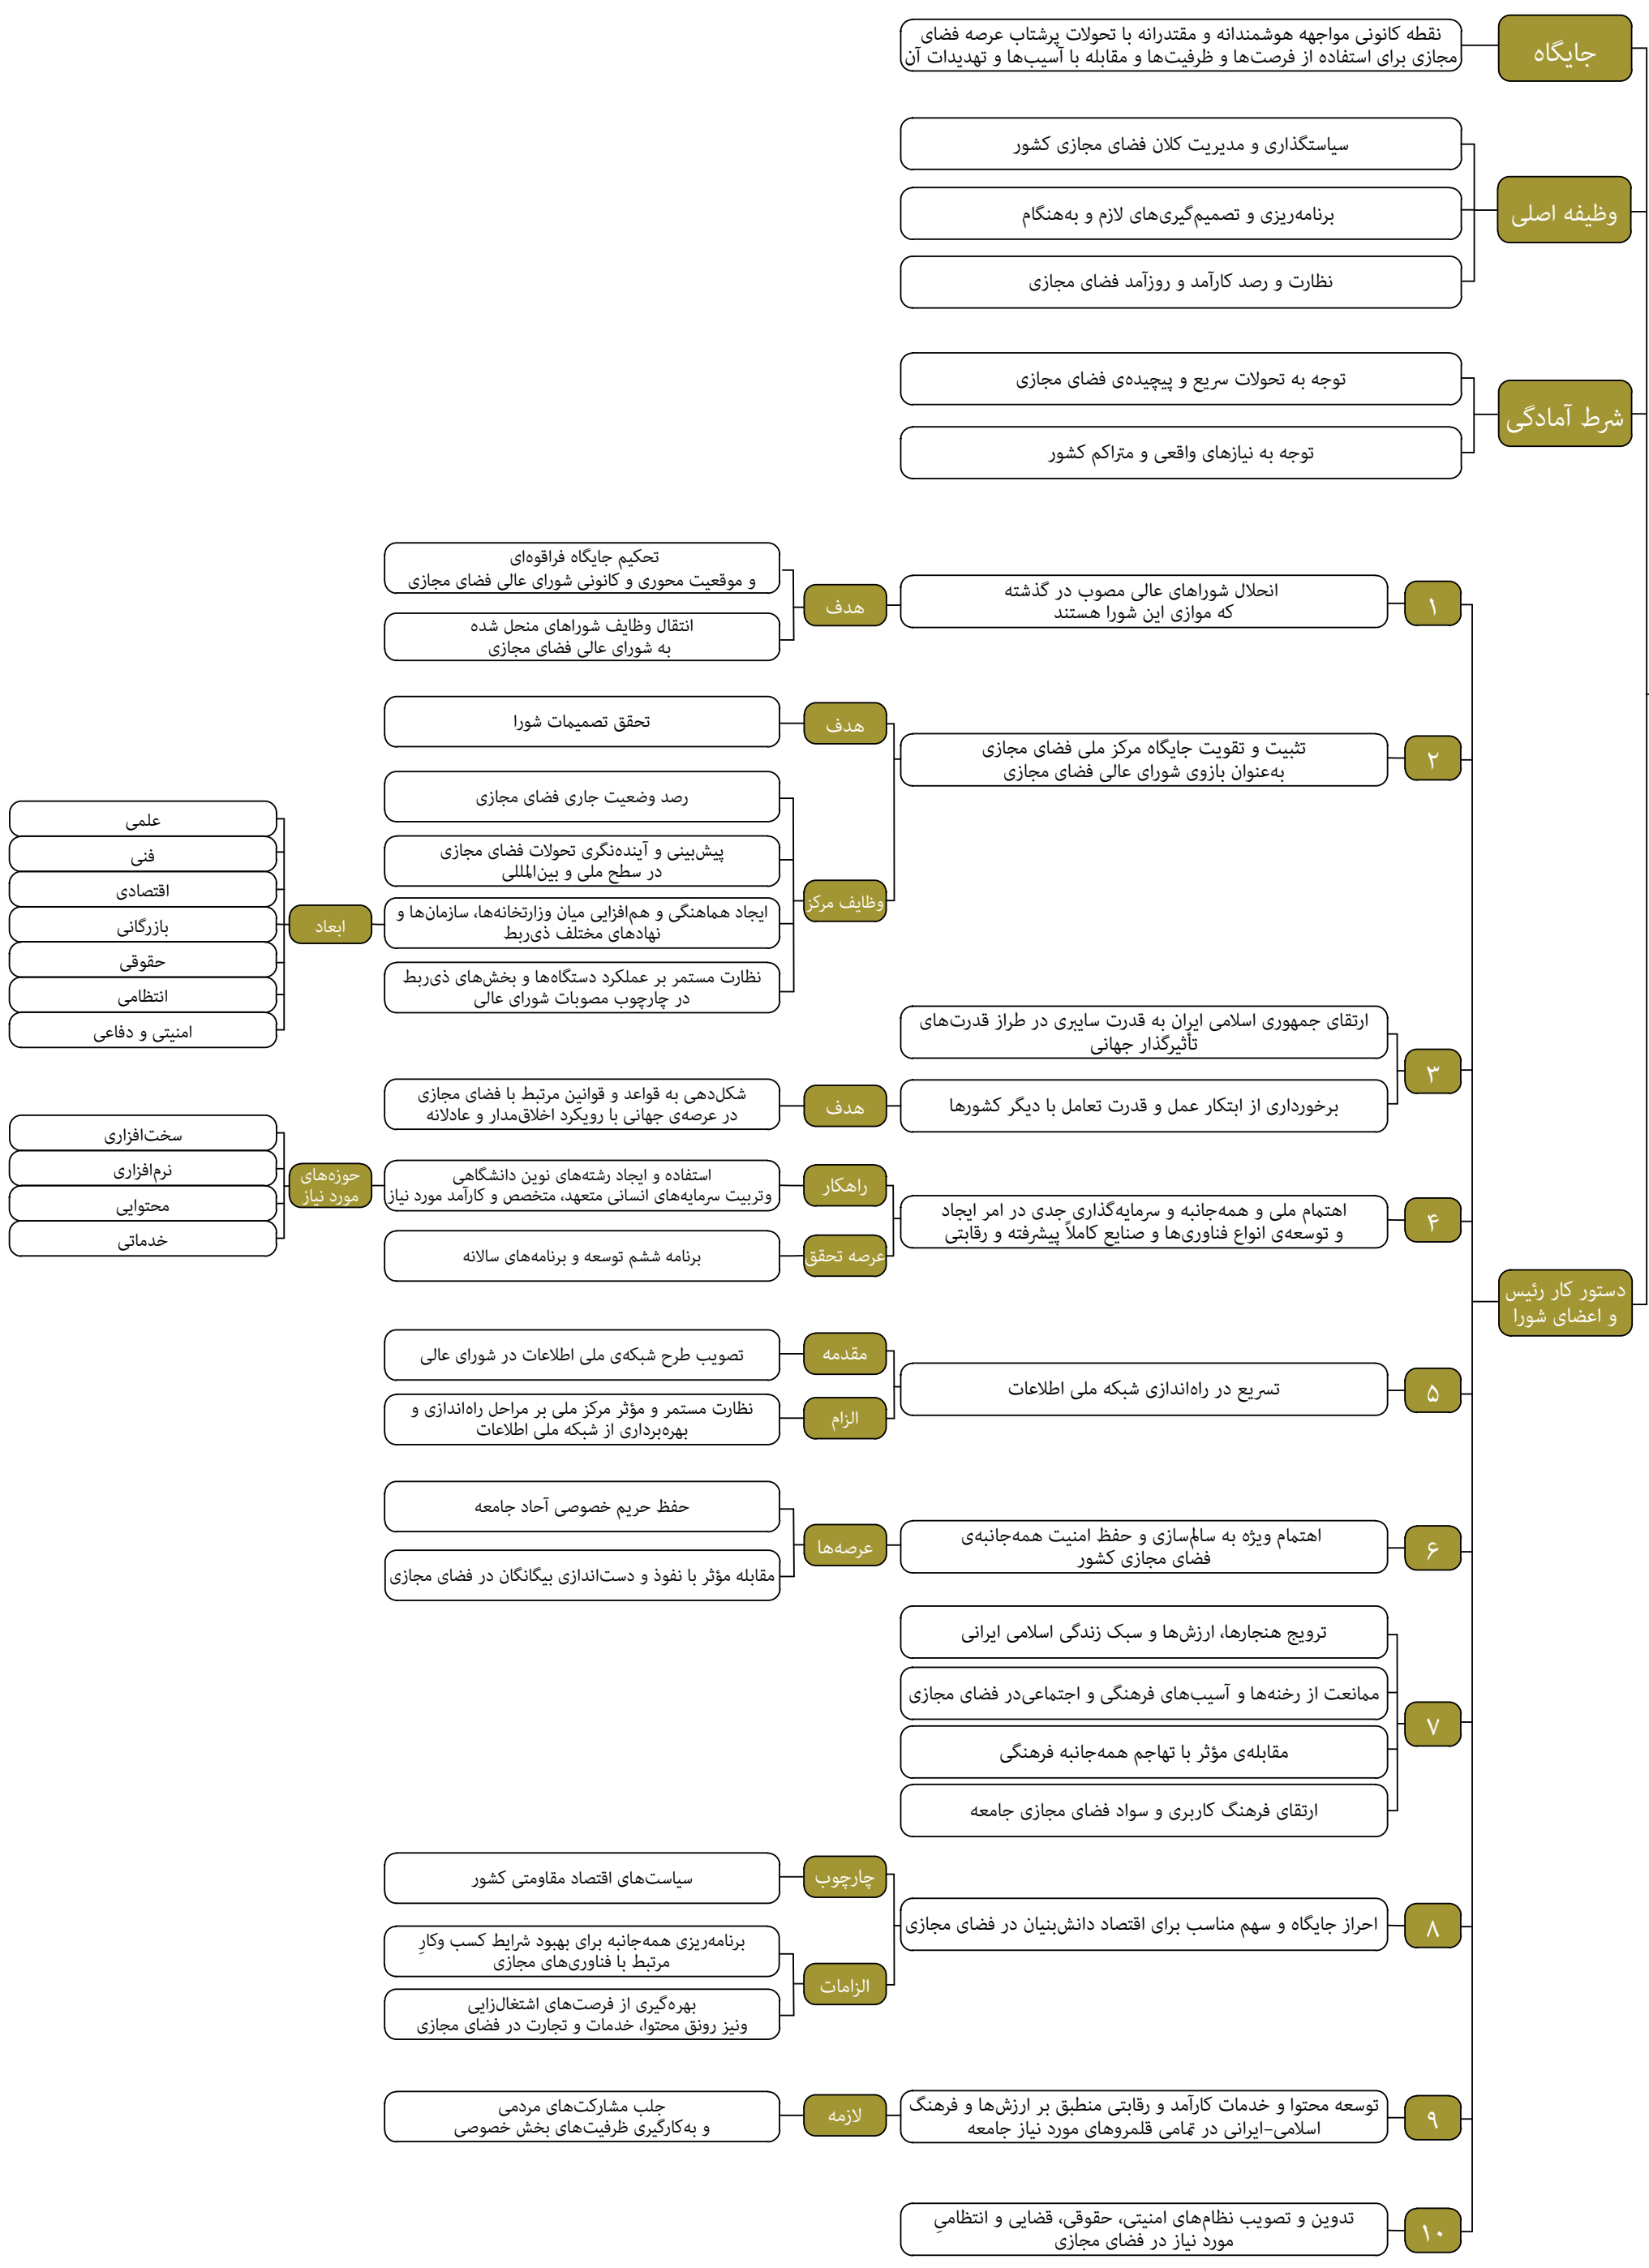 جایگاه
نقطه کانونی مواجهه هوشمندانه و مقتدرانه با تحولات پرشتاب عرصه فضای
مجازی برای استفاده از فرصت‌ها و ظرفیت‌ها و مقابله با آسیب‌ها و تهدیدات آن
وظیفه اصلی
سیاستگذاری و مدیریت کلان فضای مجازی کشور
برنامه‌ریزی و تصمیم‌گیری‌های لازم و به‌هنگام
نظارت و رصد کارآمد و روزآمد فضای مجازی
شرط آمادگی
توجه به تحولات سریع و پیچیده‌ی فضای مجازی
توجه به نیازهای واقعی و متراکم کشور
دستور کار رئیس
و اعضای شورا
۱
انحلال شوراهای عالی مصوب در گذشته
که موازی این شورا هستند
هدف
تحکیم جایگاه فراقوه‌ای
و موقعیت محوری و کانونی شورای عالی فضای مجازی
انتقال وظایف شوراهای منحل شده
به شورای عالی فضای مجازی
۲
تثبیت و تقویت جایگاه مرکز ملی فضای مجازی
به‌عنوان بازوی شورای عالی فضای مجازی
هدف
تحقق تصمیمات شورا
وظایف مرکز
رصد وضعیت جاری فضای مجازی
پیش‌بینی و آینده‌نگری تحولات فضای مجازی
در سطح ملی و بین‌المللی
ایجاد هماهنگی و هم‌افزایی میان وزارتخانه‌ها، سازمان‌ها و
نهادهای مختلف ذی‌ربط
ابعاد
علمی
فنی
اقتصادی
بازرگانی
حقوقی
انتظامی
امنیتی و دفاعی
نظارت مستمر بر عملکرد دستگاه‌ها و بخش‌های ذی‌ربط
در چارچوب مصوبات شورای عالی
۳
ارتقای جمهوری اسلامی ایران به قدرت سایبری در طراز قدرت‌های
تأثیرگذار جهانی
برخورداری از ابتکار عمل و قدرت تعامل با دیگر کشورها
هدف
شکل‌دهی به قواعد و قوانین مرتبط با فضای مجازی
در عرصه‌ی جهانی با رویکرد اخلاق‌مدار و عادلانه
۴
اهتمام ملی و همه‌جانبه و سرمایه‌گذاری جدی در امر ایجاد
و توسعه‌ی انواع فناوری‌ها و صنایع کاملاً پیشرفته و رقابتی
راهکار
استفاده و ایجاد رشته‌های نوین دانشگاهی
وتربیت سرمایه‌های انسانی متعهد، متخصص و کارآمد مورد نیاز
حوزه‌های
مورد نیاز
سخت‌افزاری
نرم‌افزاری
محتوایی
خدماتی
عرصه تحقق
برنامه ششم توسعه و برنامه‌های سالانه
۵
تسریع در راه‌اندازی شبکه ملی اطلاعات
مقدمه
تصویب طرح شبکه‌ی ملی اطلاعات در شورای عالی
الزام
نظارت مستمر و مؤثر مرکز ملی بر مراحل راه‌اندازی و
بهره‌برداری از شبکه ملی اطلاعات
۶
اهتمام ویژه به سالم‌سازی و حفظ امنیت همه‌جانبه‌ی
فضای مجازی کشور
عرصه‌ها
حفظ حریم خصوصی آحاد جامعه
مقابله مؤثر با نفوذ و دست‌اندازی بیگانگان در فضای مجازی
۷
ترویج هنجارها، ارزش‌ها و سبک زندگی اسلامی ایرانی
ممانعت از رخنه‌ها و آسیب‌های فرهنگی و اجتماعی‌در فضای مجازی
مقابله‌ی مؤثر با تهاجم همه‌جانبه فرهنگی
ارتقای فرهنگ کاربری و سواد فضای مجازی جامعه
۸
احراز جایگاه و سهم مناسب برای اقتصاد دانش‌بنیان در فضای مجازی
چارچوب
سیاست‌های اقتصاد مقاومتی کشور
الزامات
برنامه‌ریزی همه‌جانبه برای بهبود شرایط کسب وکارِ
مرتبط با فناوری‌های مجازی
بهره‌گیری از فرصت‌های اشتغال‌زایی
ونیز رونق محتوا، خدمات و تجارت در فضای مجازی
۹
توسعه محتوا و خدمات کارآمد و رقابتی منطبق بر ارزش‌ها و فرهنگ
اسلامی-ایرانی در تمامی قلمروهای مورد نیاز جامعه
لازمه
جلب مشارکت‌های مردمی
و به‌کارگیری ظرفیت‌های بخش خصوصی
۱۰
تدوین و تصویب نظام‌های امنیتی، حقوقی، قضایی و انتظامیِ
مورد نیاز در فضای مجازی